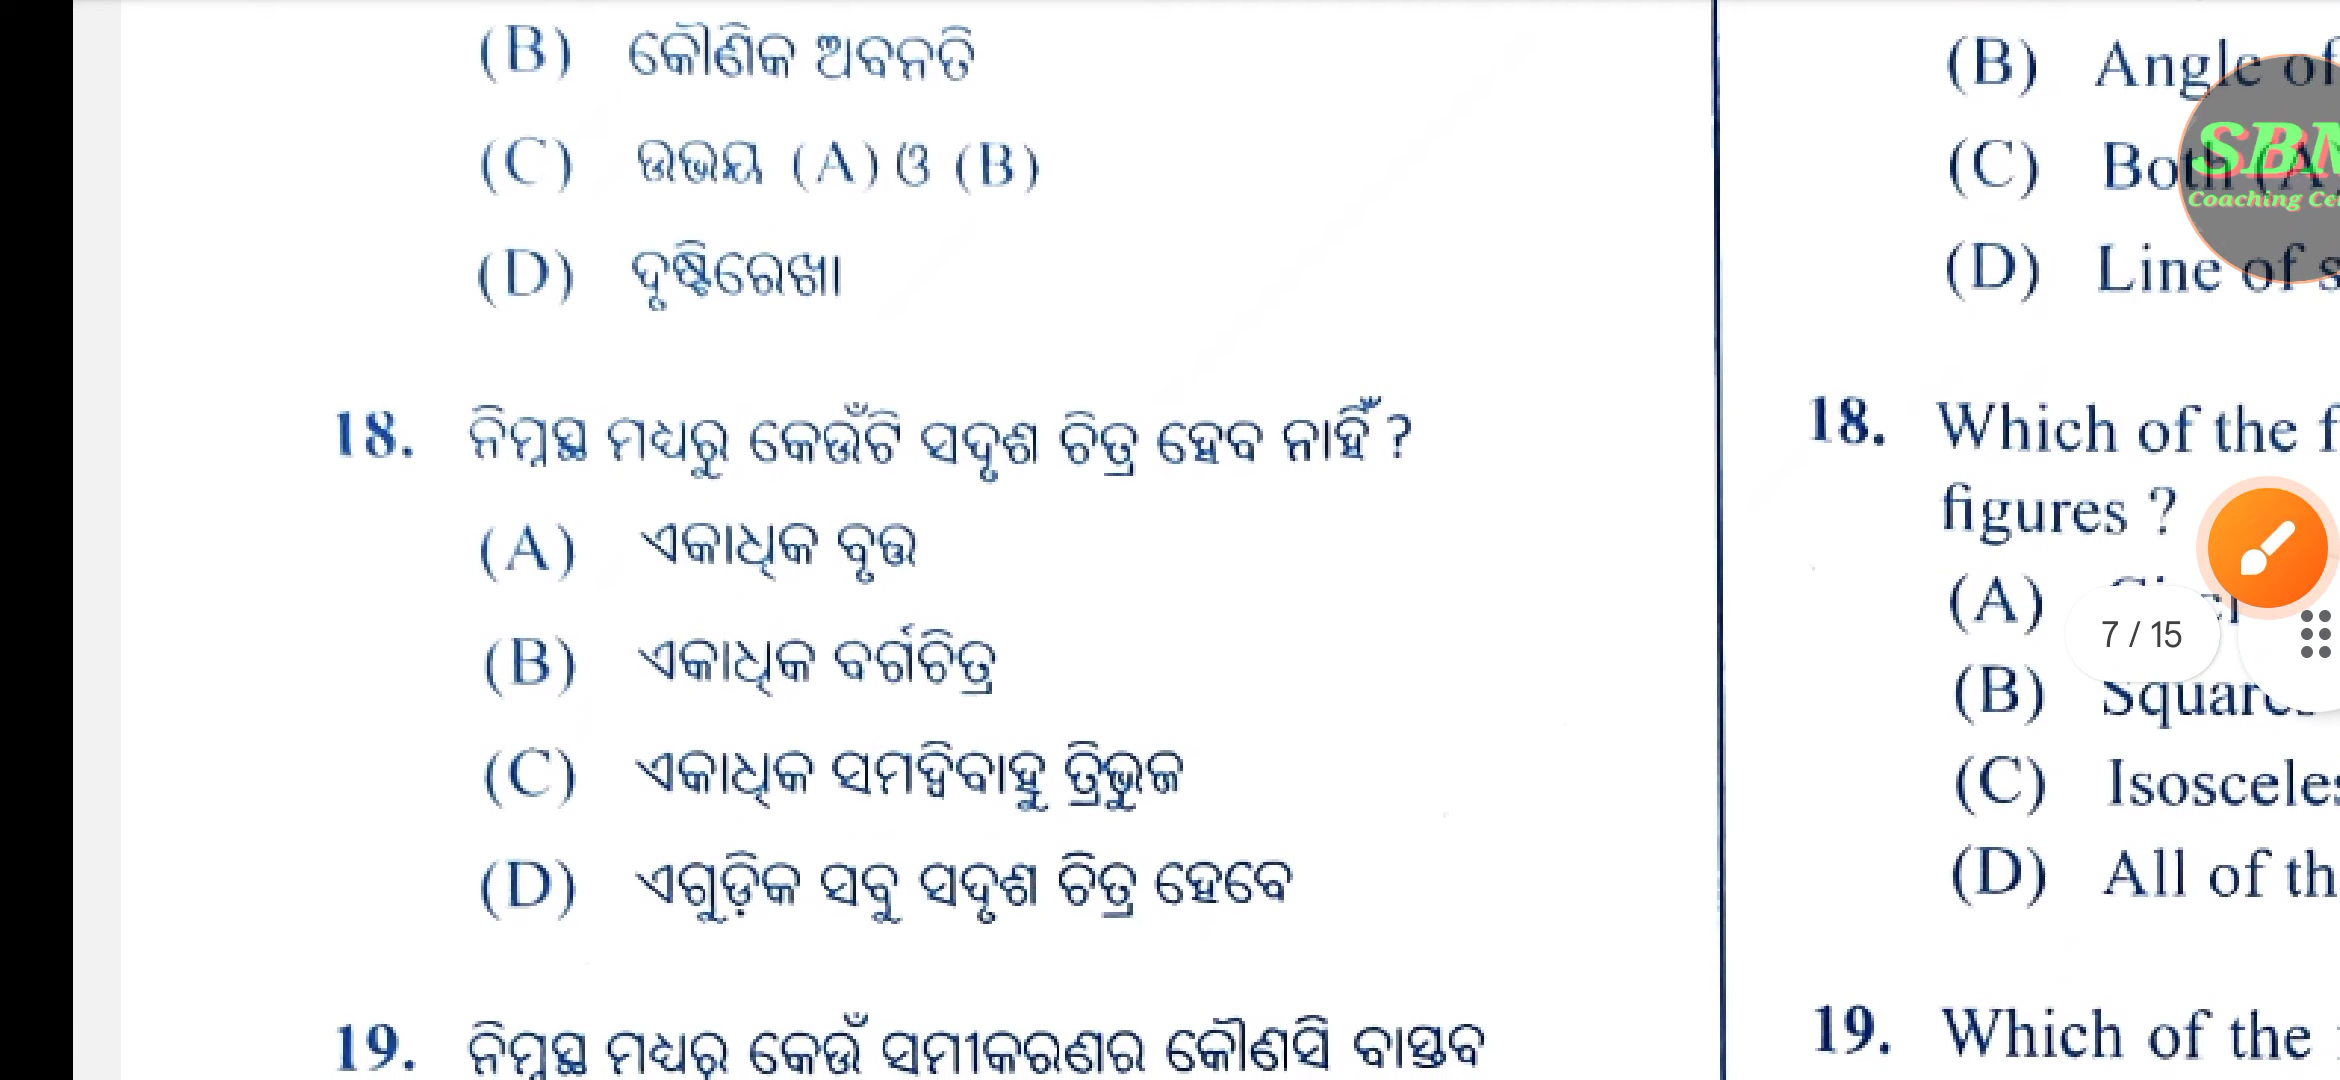 (B) କୌଣିକ ଅବନତି
(C) ଉଭୟ (A) ଓ (B)
(D) ଦୃଷ୍ଟିରେଖା
18. ନିମ୍ନସ୍ଥ ମଧ୍ୟରୁ କେଉଁଟି ସଦୃଶ ଚିତ୍ର ହେବ ନାହିଁ ?
(A) ଏକାଧିକ ବୃତ୍ତ
(B) ଏକାଧିକ ବର୍ଗଚିତ୍ର
(C) ଏକାଧିକ ସମଦ୍ବିବାହୁ ତ୍ରିଭୁଜ
(D) ଏଗୁଡ଼ିକ ସବୁ ସଦୃଶ ଚିତ୍ର ହେବେ
19. ନିମ୍ନସ୍ଥ ମଧ୍ୟରୁ କେଉଁ ସମୀକରଣର କୌଣସି ବାସ୍ତବ
(B) Angle of
(C) Both (A)
(D) Line of
SBM
Coaching
18. Which of the
figures ?
(A)
7 / 15
(B)
(C)
(D) All of
19. Which of the